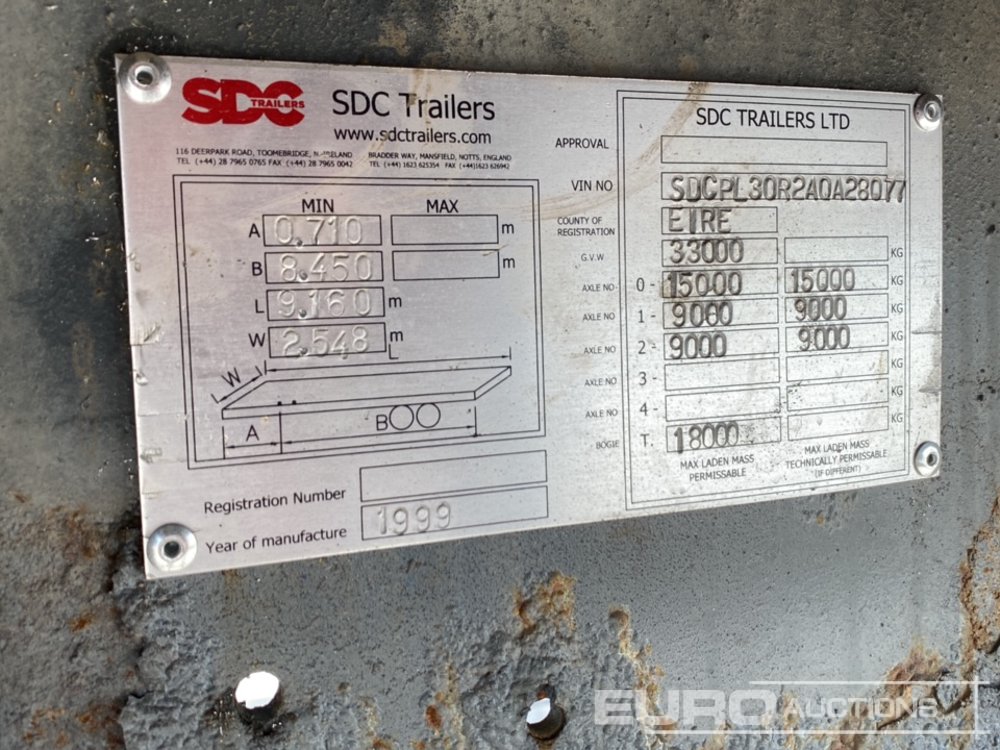 SDC TRAILERS
SDC Trailers
www.sdctrailers.com
116 DEERPARK ROAD, TOOMEBRIDGE, N.IRELAND
TEL (+44) 28 7965 0765 FAX (+44) 28 7965 0042
BRADDER WAY, MANSFIELD, NOTTS, ENGLAND
TEL (+44) 1623 625354 FAX (+44)1623 626942
MIN MAX
A 0.710 m
B 8.450 m
L 9.160 m
W 2.548 m
L
W
A B
Registration Number
Year of manufacture 1999
SDC TRAILERS LTD
APPROVAL
VIN NO SDCPL30R2A0A28077
COUNTY OF REGISTRATION EIRE
G.V.W 33000 KG
AXLE NO 0- 15000 15000 KG
AXLE NO 1- 9000 9000 KG
AXLE NO 2- 9000 9000 KG
AXLE NO 3- KG
AXLE NO 4- KG
BOGIE T. 18000 KG
MAX LADEN MASS PERMISSABLE
MAX LADEN MASS TECHNICALLY PERMISSABLE (IF DIFFERENT)
EURO AUCTIONS